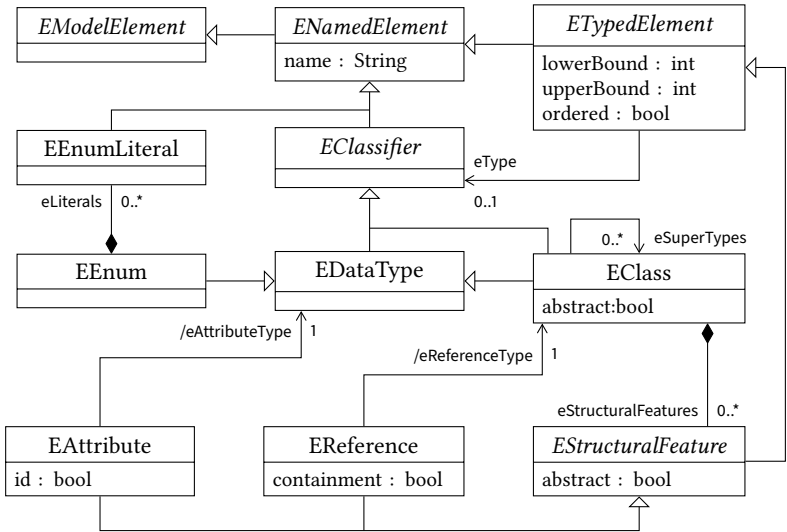 EModelElement
ENamedElement
name : String
ETypedElement
lowerBound : int
upperBound : int
ordered : bool
EEnumLiteral
EClassifier
eType
0..1
eLiterals
0..*
0..*
eSuperTypes
EEnum
EDataType
EClass
abstract:bool
/eAttributeType
1
/eReferenceType
1
eStructuralFeatures
0..*
EAttribute
id : bool
EReference
containment : bool
EStructuralFeature
abstract : bool